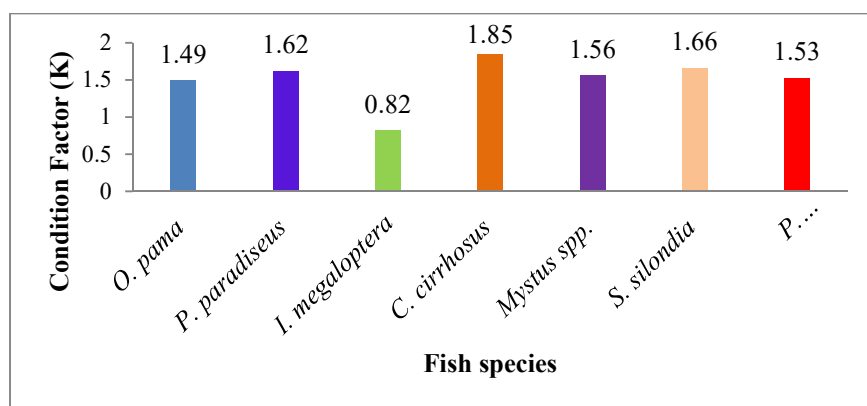 Condition Factor (K)
2
1.5
1
0.5
0
1.49
1.62
0.82
1.85
1.56
1.66
1.53
O. pama
P. paradiseus
I. megaloptera
C. cirrhosus
Mystus spp.
S. silondia
P. ...
Fish species